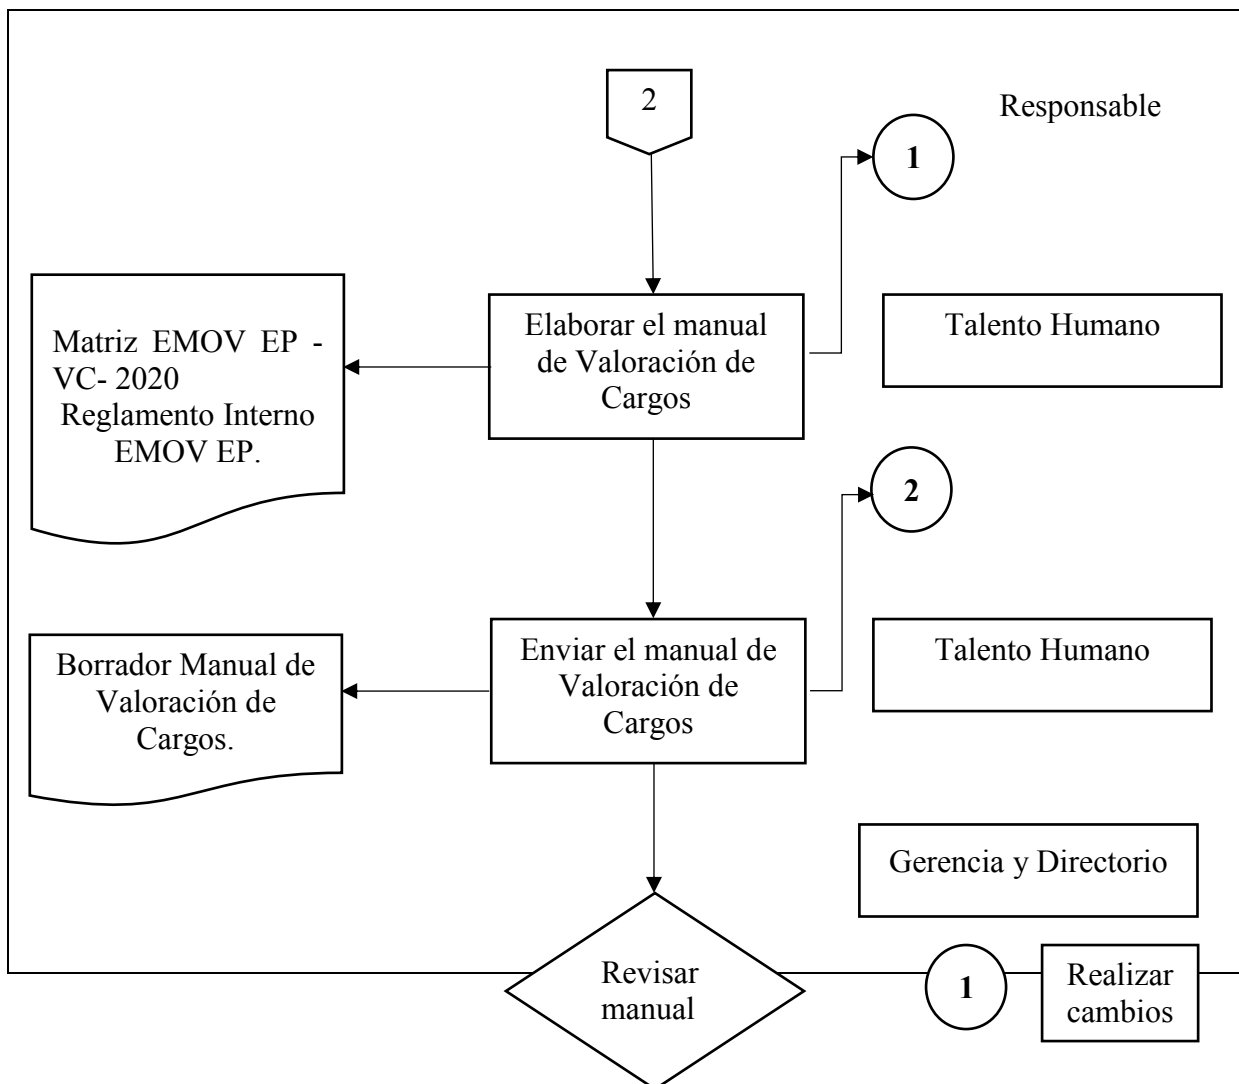 2
Responsable
1
Elaborar el manual
de Valoración de
Cargos
Talento Humano
Matriz EMOV EP -
VC- 2020
Reglamento Interno
EMOV EP.
2
Enviar el manual de
Valoración de
Cargos
Talento Humano
Borrador Manual de
Valoración de
Cargos.
Gerencia y Directorio
Revisar
manual
1
Realizar
cambios